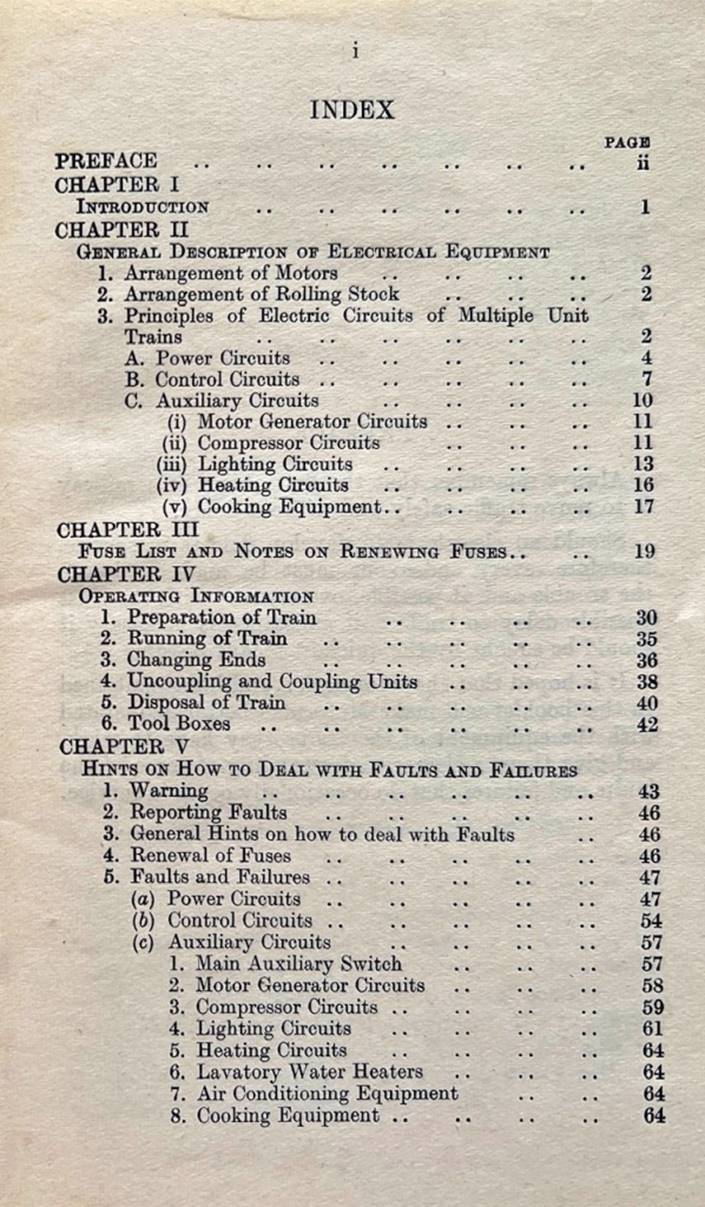 i
INDEX
PAGE
PREFACE .. .. .. .. .. .. .. ii
CHAPTER I
INTRODUCTION .. .. .. .. .. .. 1
CHAPTER II
GENERAL DESCRIPTION OF ELECTRICAL EQUIPMENT
1. Arrangement of Motors .. .. .. .. 2
2. Arrangement of Rolling Stock .. .. .. 2
3. Principles of Electric Circuits of Multiple Unit
Trains .. .. .. .. .. .. 2
A. Power Circuits .. .. .. .. .. 4
B. Control Circuits .. .. .. .. .. 7
C. Auxiliary Circuits .. .. .. .. 10
(i) Motor Generator Circuits .. .. .. 11
(ii) Compressor Circuits .. .. .. 11
(iii) Lighting Circuits .. .. .. .. 13
(iv) Heating Circuits .. .. .. .. 16
(v) Cooking Equipment .. .. .. .. 17
CHAPTER III
FUSE LIST AND NOTES ON RENEWING FUSES .. .. 19
CHAPTER IV
OPERATING INFORMATION
1. Preparation of Train .. .. .. .. 30
2. Running of Train .. .. .. .. .. 35
3. Changing Ends .. .. .. .. .. 36
4. Uncoupling and Coupling Units .. .. .. 38
5. Disposal of Train .. .. .. .. .. 40
6. Tool Boxes .. .. .. .. .. .. 42
CHAPTER V
HINTS ON HOW TO DEAL WITH FAULTS AND FAILURES
1. Warning .. .. .. .. .. .. 43
2. Reporting Faults .. .. .. .. .. 46
3. General Hints on how to deal with Faults .. 46
4. Renewal of Fuses .. .. .. .. .. 46
5. Faults and Failures .. .. .. .. .. 47
(a) Power Circuits .. .. .. .. .. 47
(b) Control Circuits .. .. .. .. .. 54
(c) Auxiliary Circuits .. .. .. .. 57
1. Main Auxiliary Switch .. .. .. 57
2. Motor Generator Circuits .. .. .. 58
3. Compressor Circuits .. .. .. .. 59
4. Lighting Circuits .. .. .. .. 61
5. Heating Circuits .. .. .. .. 64
6. Lavatory Water Heaters .. .. .. 64
7. Air Conditioning Equipment .. .. 64
8. Cooking Equipment .. .. .. .. 64